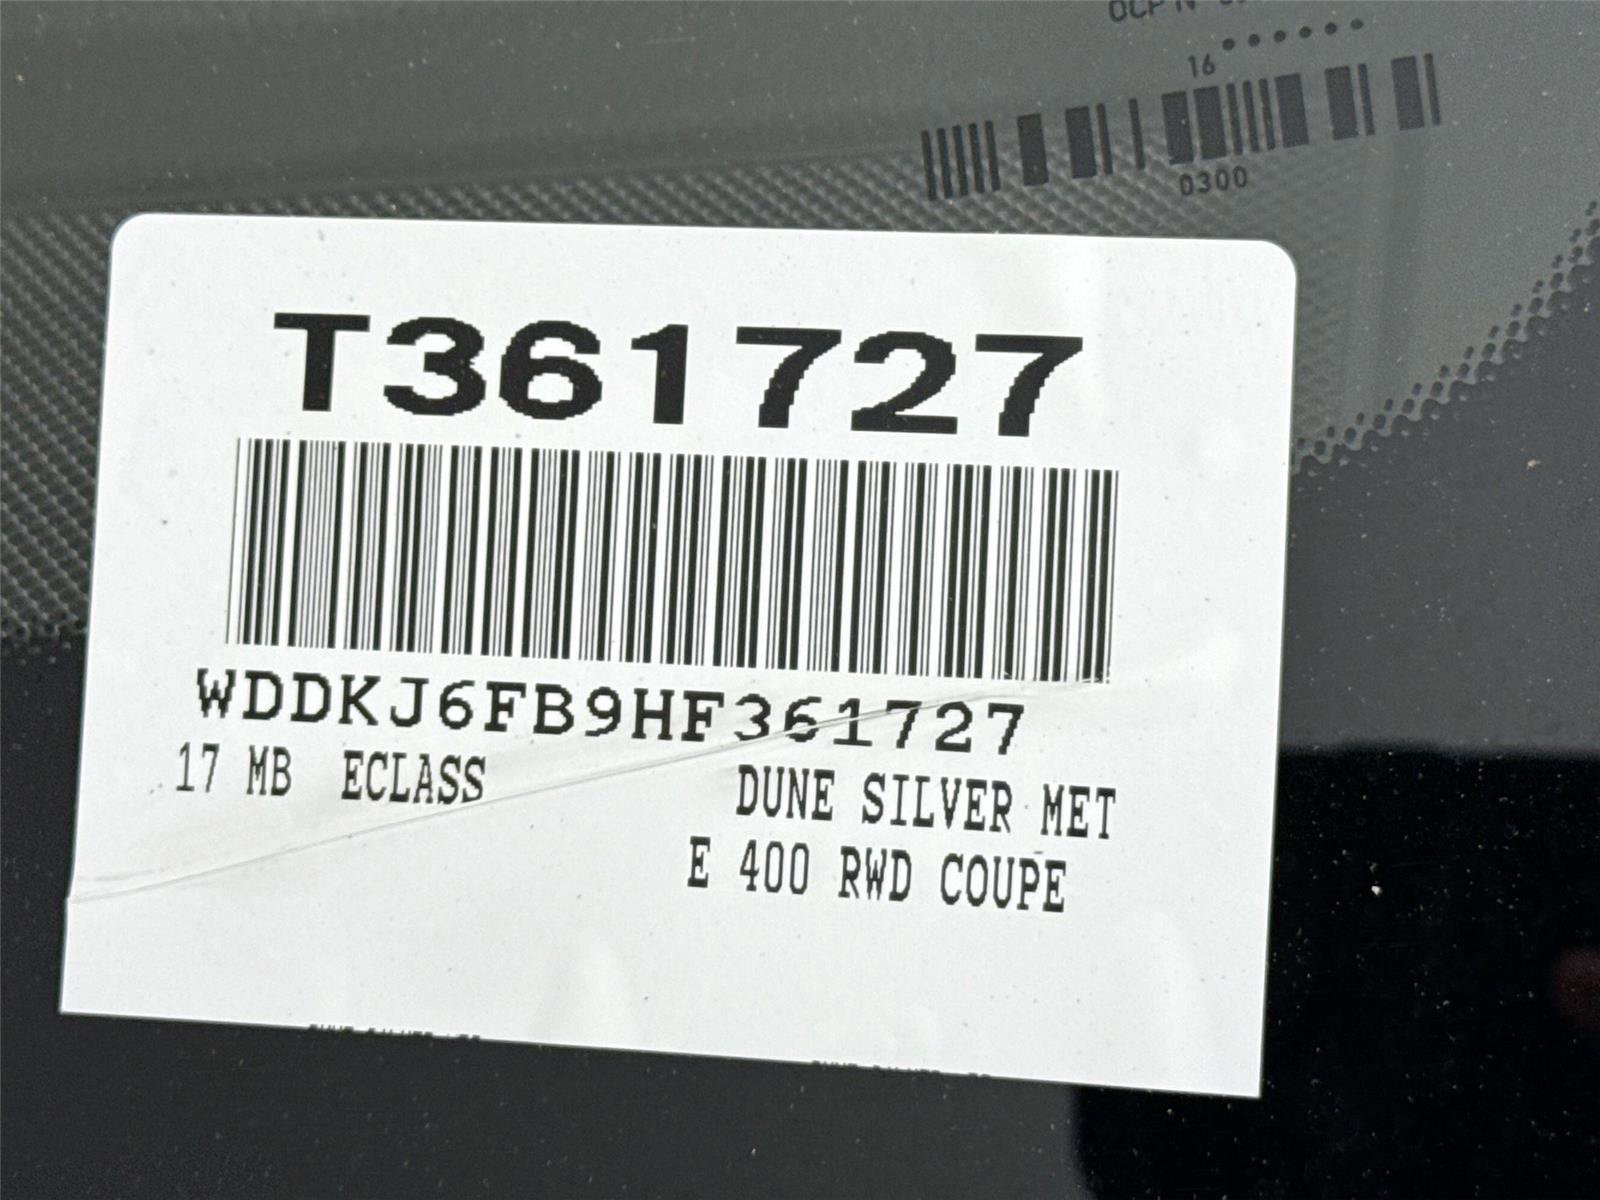 16
0300
T361727
WDDKJ6FB9HF361727
17 MB ECLASS DUNE SILVER MET
E 400 RWD COUPE